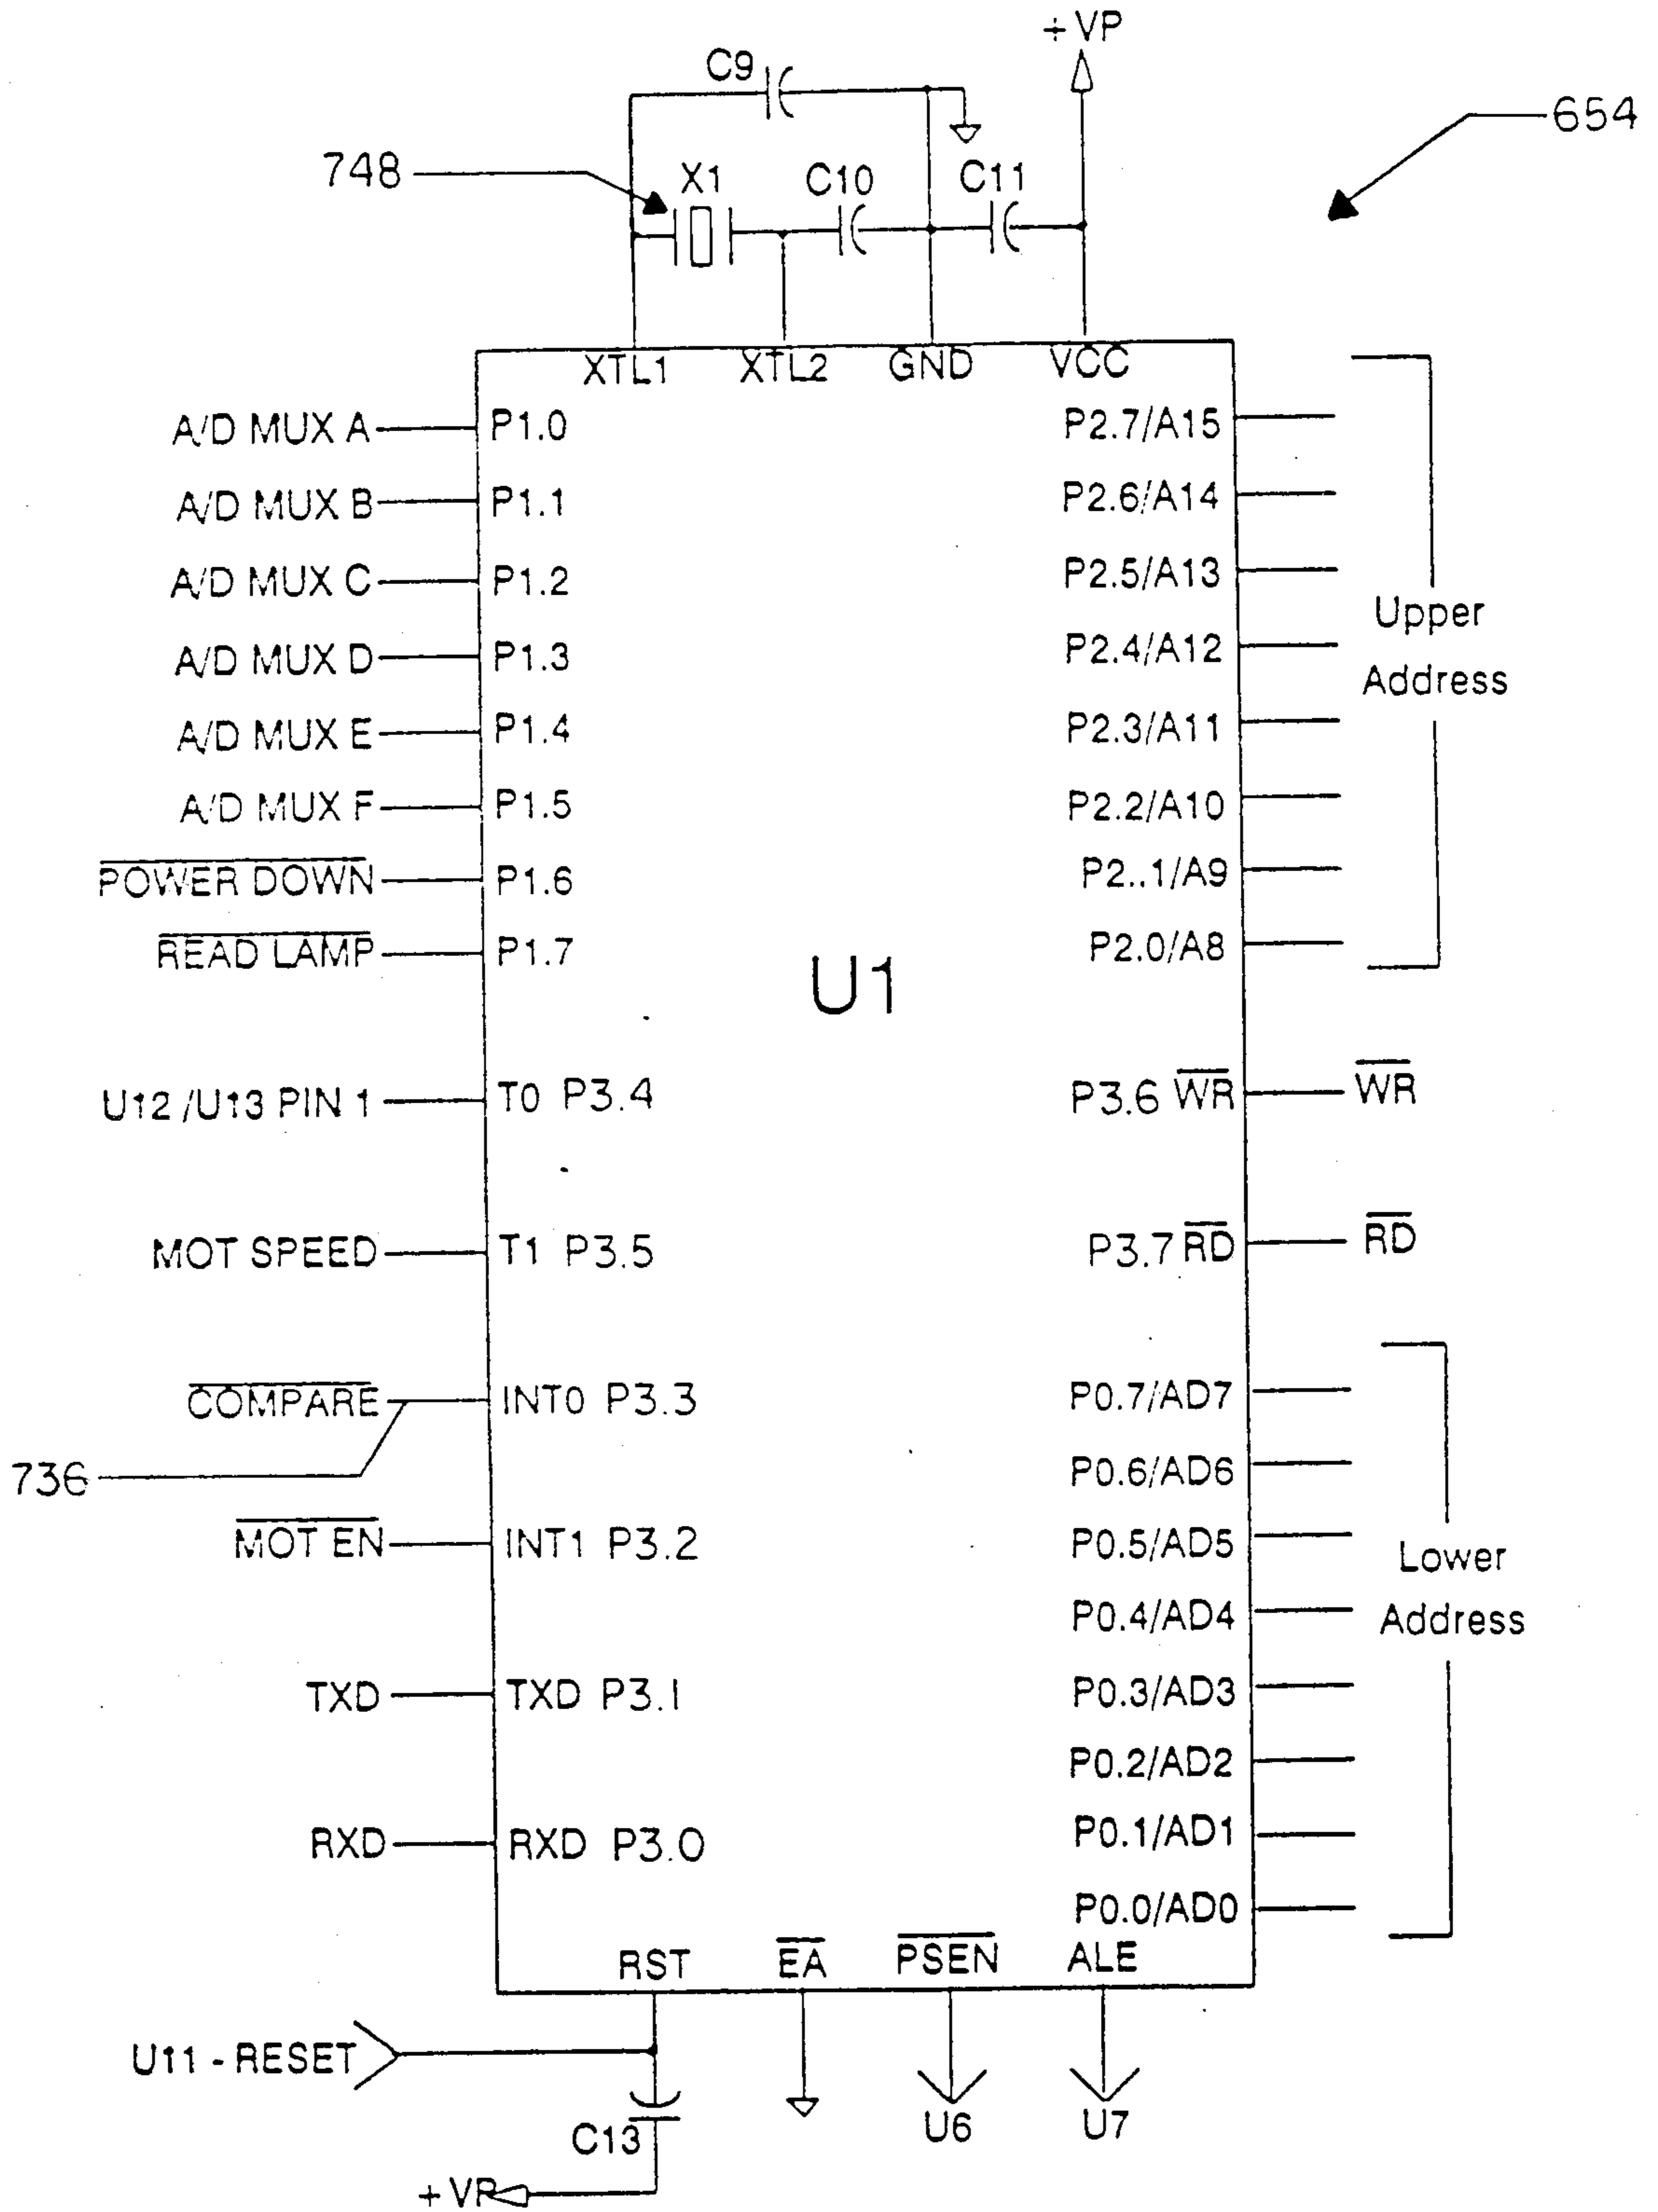 ÷ VP
C9
654
748
X1
C10
C11
XTL1
XTL2
GND
VCC
A/D MUX A
P1.0
P2.7/A15
A/D MUX B
P1.1
P2.6/A14
A/D MUX C
P1.2
P2.5/A13
Upper
Address
A/D MUX D
P1.3
P2.4/A12
A/D MUX E
P1.4
P2.3/A11
A/D MUX F
P1.5
P2.2/A10
POWER DOWN
P1.6
P2..1/A9
READ LAMP
P1.7
P2.0/A8
U1
U12 /U13 PIN 1
T0 P3.4
P3.6 WR
WR
MOT SPEED
T1 P3.5
P3.7 RD
RD
COMPARE
INT0 P3.3
P0.7/AD7
736
P0.6/AD6
MOT EN
INT1 P3.2
P0.5/AD5
Lower
Address
P0.4/AD4
TXD
TXD P3.1
P0.3/AD3
P0.2/AD2
RXD
RXD P3.0
P0.1/AD1
P0.0/AD0
RST
EA
PSEN
ALE
U11 - RESET
C13
U6
U7
+ VP